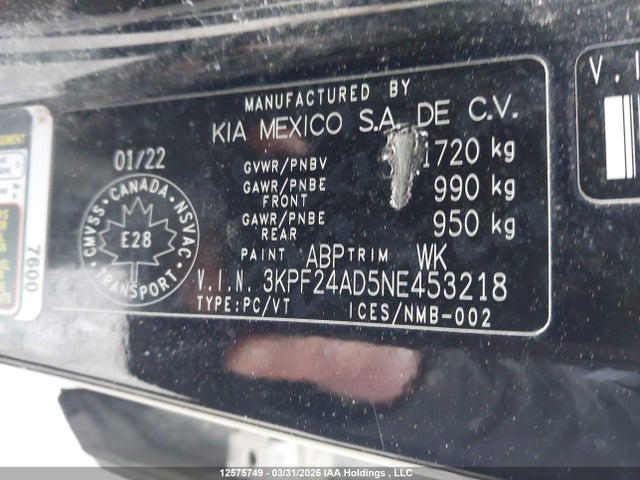 MANUFACTURED BY
KIA MEXICO S.A. DE C.V.
01/22
GVWR/PNBV 1720 kg
GAWR/PNBE FRONT 990 kg
GAWR/PNBE REAR 950 kg
PAINT ABP TRIM WK
V.I.N. 3KPF24AD5NE453218
TYPE:PC/VT ICES/NMB-002
CANADA
CMVSS NSVAC
E28
TRANSPORT
7600
V.I
12575749 - 03/31/2026 IAA Holdings , LLC